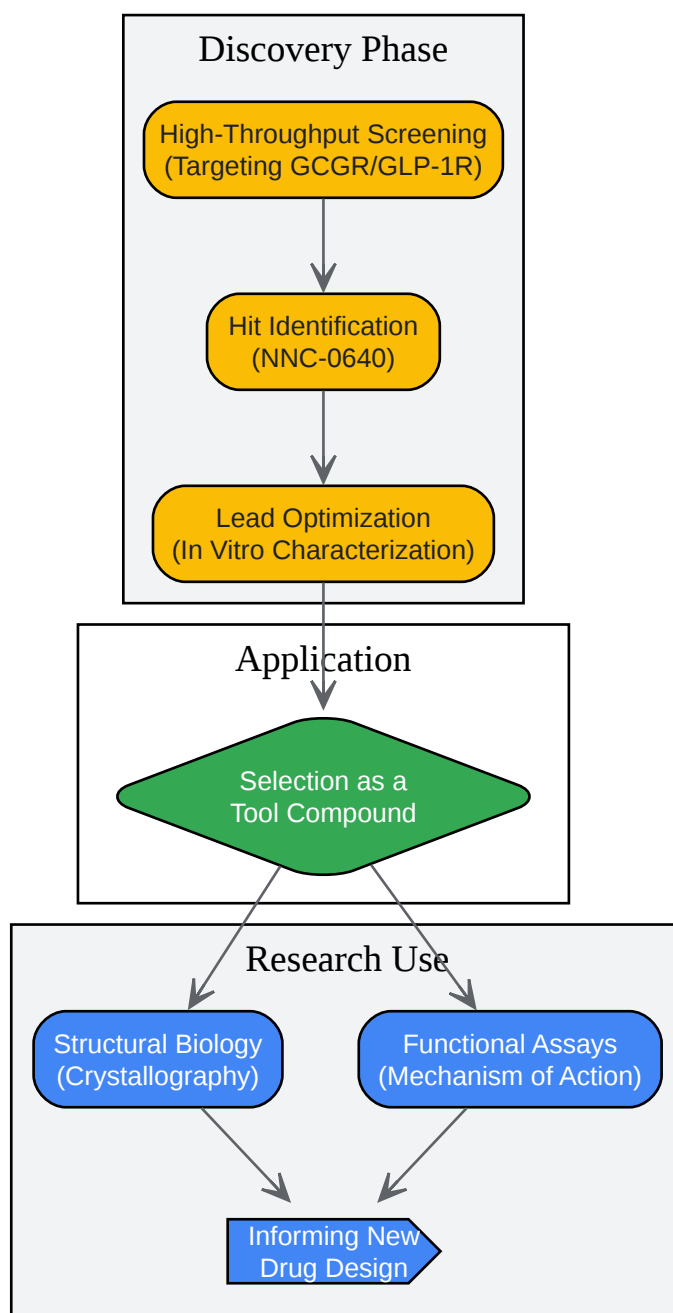 Discovery Phase
High-Throughput Screening
(Targeting GCGR/GLP-1R)
Hit Identification
(NNC-0640)
Lead Optimization
(In Vitro Characterization)
Application
Selection as a
Tool Compound
Research Use
Structural Biology
(Crystallography)
Functional Assays
(Mechanism of Action)
Informing New
Drug Design